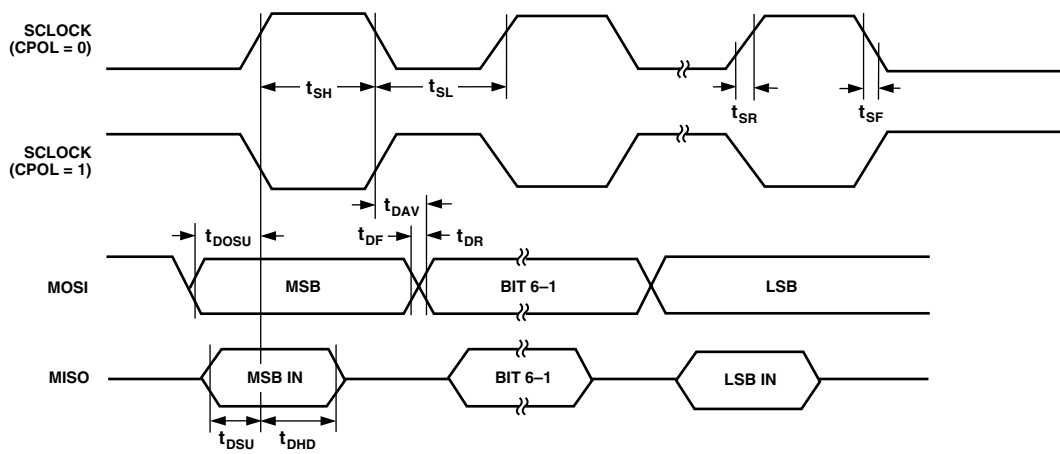 SCLOCK
(CPOL = 0)
tSH
tSL
tSR
tSF
SCLOCK
(CPOL = 1)
tDAV
tDOSU
tDF
tDR
MOSI
MSB
BIT 6–1
LSB
MISO
MSB IN
BIT 6–1
LSB IN
tDSU
tDHD